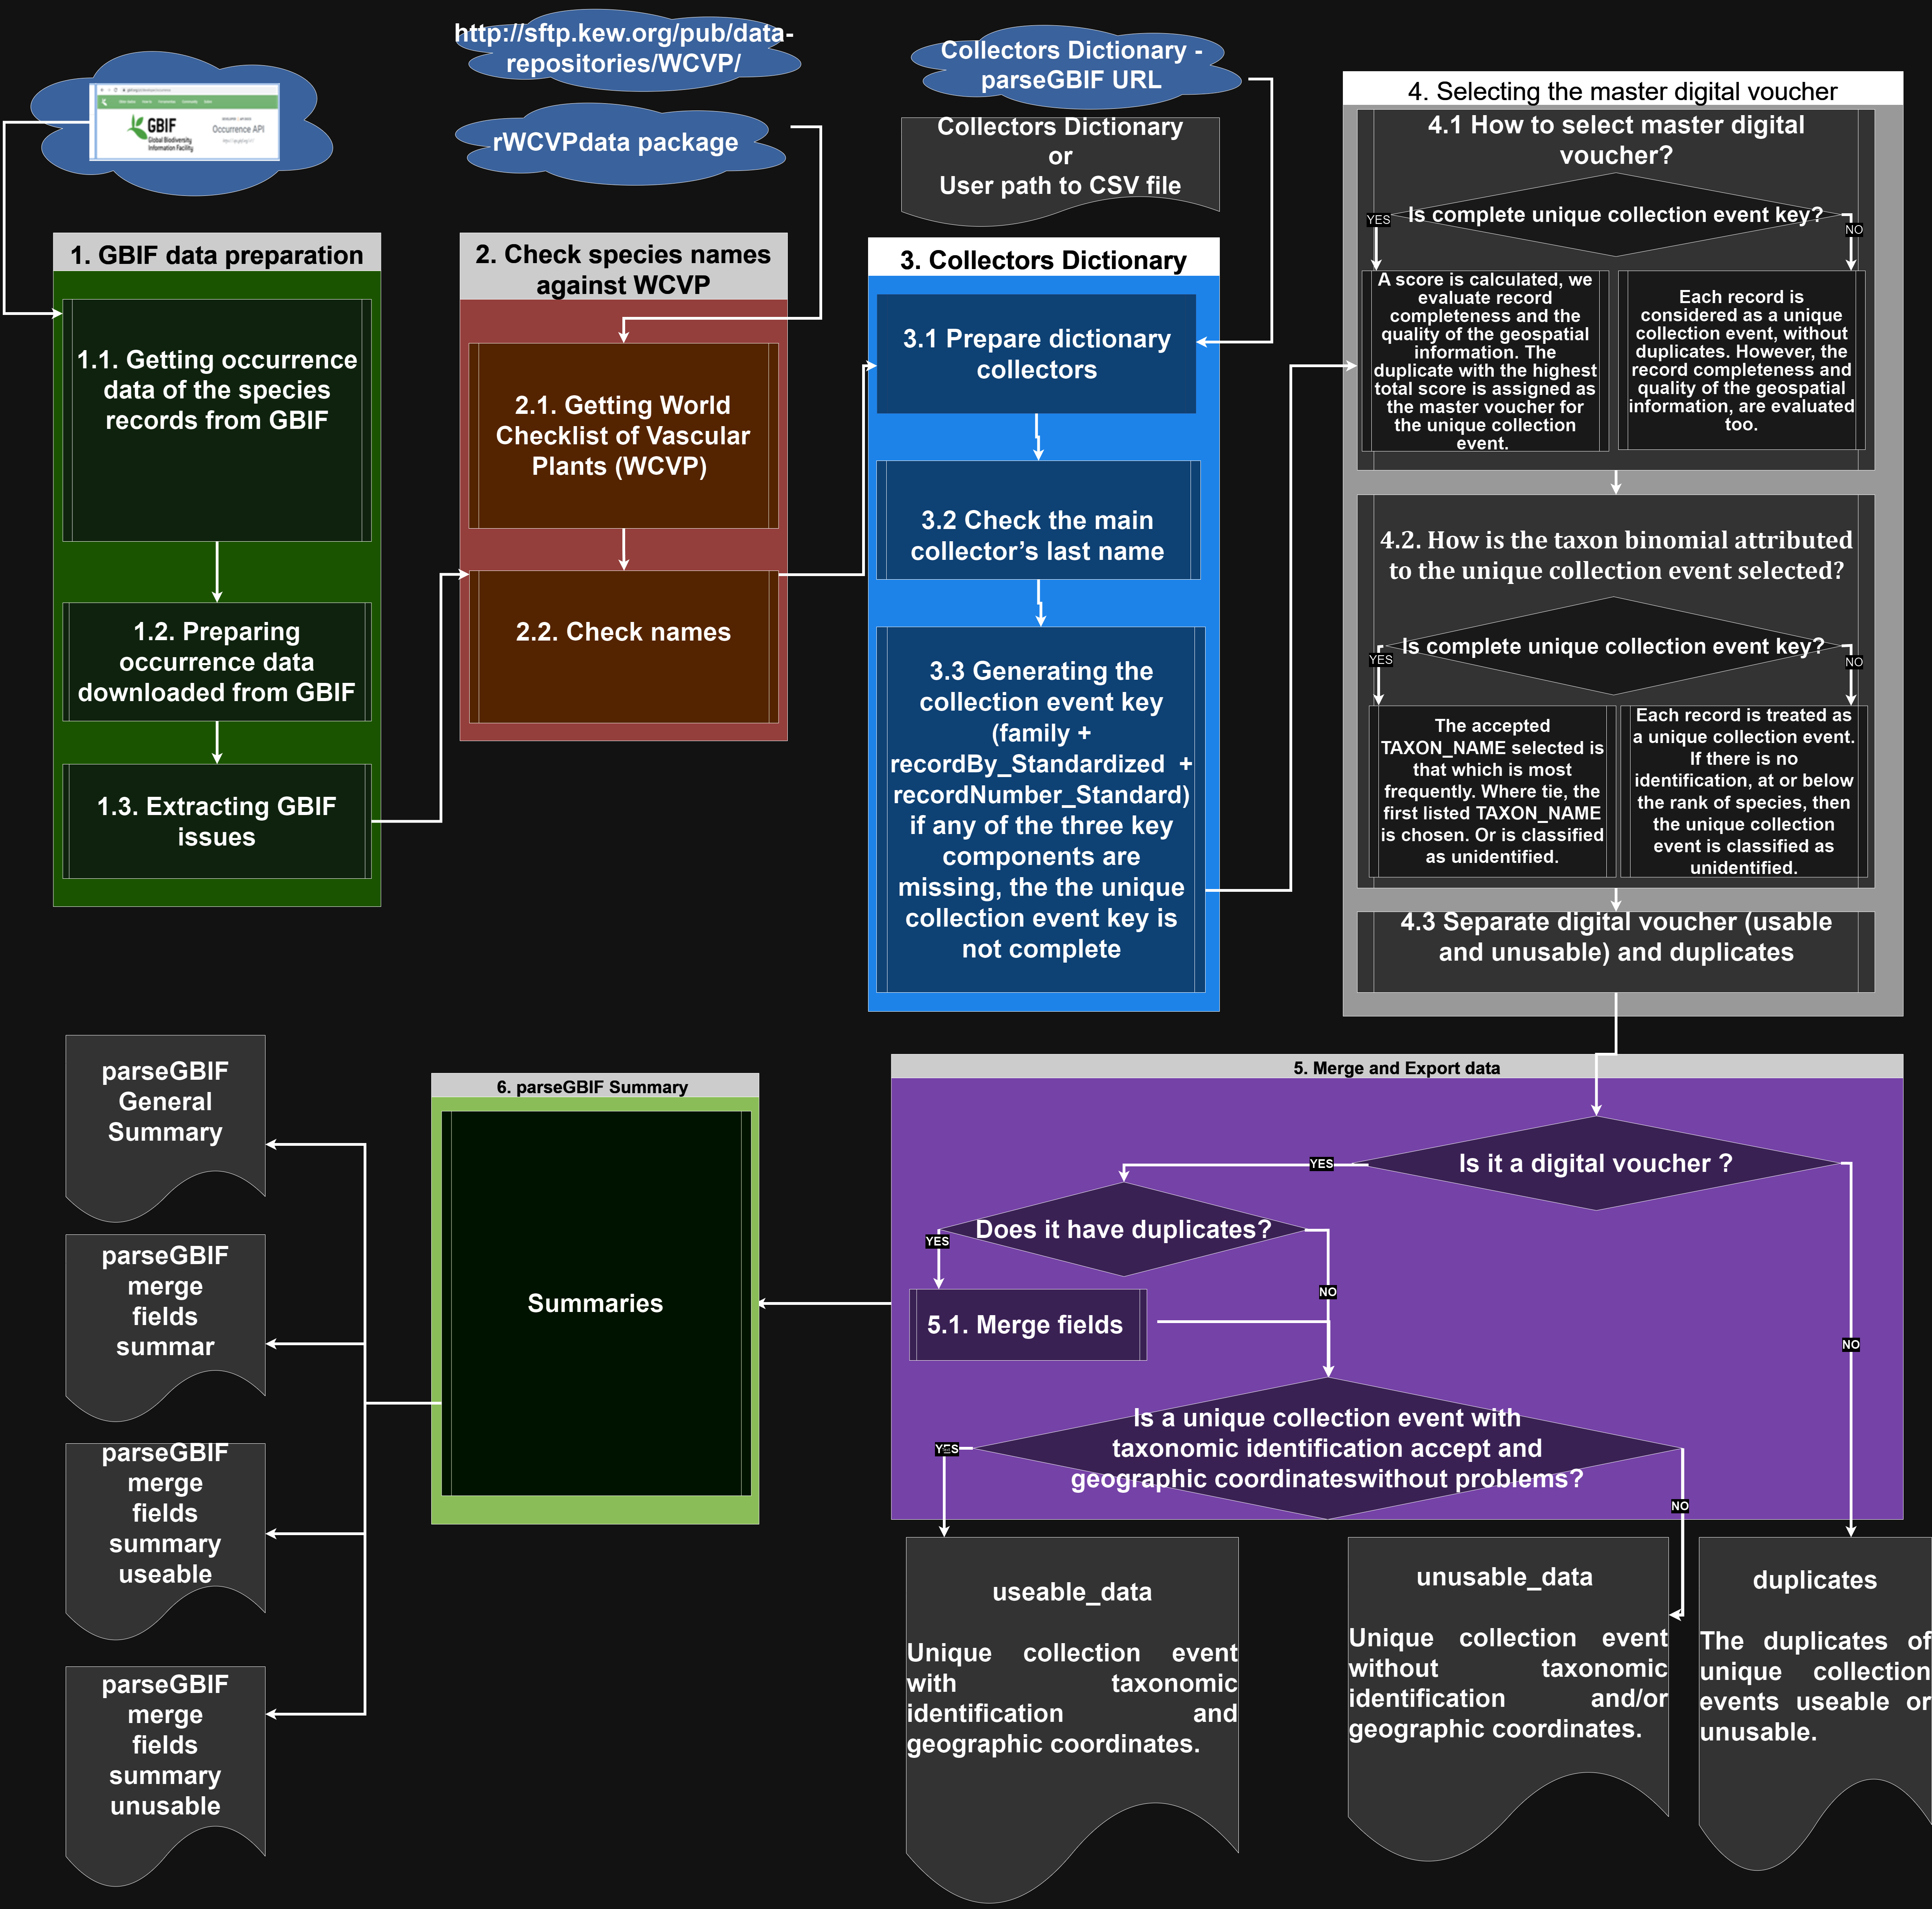 http://sftp.kew.org/pub/data-
repositories/WCVP/
rWCVPdata package
Collectors Dictionary -
parseGBIF URL
Collectors Dictionary
or
User path to CSV file
GBIF
Global Biodiversity
Information Facility
Occurrence API
1. GBIF data preparation
1.1. Getting occurrence
data of the species
records from GBIF
1.2. Preparing
occurrence data
downloaded from GBIF
1.3. Extracting GBIF
issues
2. Check species names
against WCVP
2.1. Getting World
Checklist of Vascular
Plants (WCVP)
2.2. Check names
3. Collectors Dictionary
3.1 Prepare dictionary
collectors
3.2 Check the main
collector’s last name
3.3 Generating the
collection event key
(family +
recordBy_Standardized +
recordNumber_Standard)
if any of the three key
components are
missing, the the unique
collection event key is
not complete
4. Selecting the master digital voucher
4.1 How to select master digital
voucher?
Is complete unique collection event key?
YES
NO
A score is calculated, we
evaluate record
completeness and the
quality of the geospatial
information. The
duplicate with the highest
total score is assigned as
the master voucher for
the unique collection
event.
Each record is
considered as a unique
collection event, without
duplicates. However, the
record completeness and
quality of the geospatial
information, are evaluated
too.
4.2. How is the taxon binomial attributed
to the unique collection event selected?
Is complete unique collection event key?
YES
NO
The accepted
TAXON_NAME selected is
that which is most
frequently. Where tie, the
first listed TAXON_NAME
is chosen. Or is classified
as unidentified.
Each record is treated as
a unique collection event.
If there is no
identification, at or below
the rank of species, then
the unique collection
event is classified as
unidentified.
4.3 Separate digital voucher (usable
and unusable) and duplicates
5. Merge and Export data
Is it a digital voucher ?
YES
NO
Does it have duplicates?
YES
NO
5.1. Merge fields
Is a unique collection event with
taxonomic identification accept and
geographic coordinateswithout problems?
YES
NO
useable_data
Unique collection event
with taxonomic
identification and
geographic coordinates.
unusable_data
Unique collection event
without taxonomic
identification and/or
geographic coordinates.
duplicates
The duplicates of
unique collection
events useable or
unusable.
6. parseGBIF Summary
Summaries
parseGBIF
General
Summary
parseGBIF
merge
fields
summar
parseGBIF
merge
fields
summary
useable
parseGBIF
merge
fields
summary
unusable